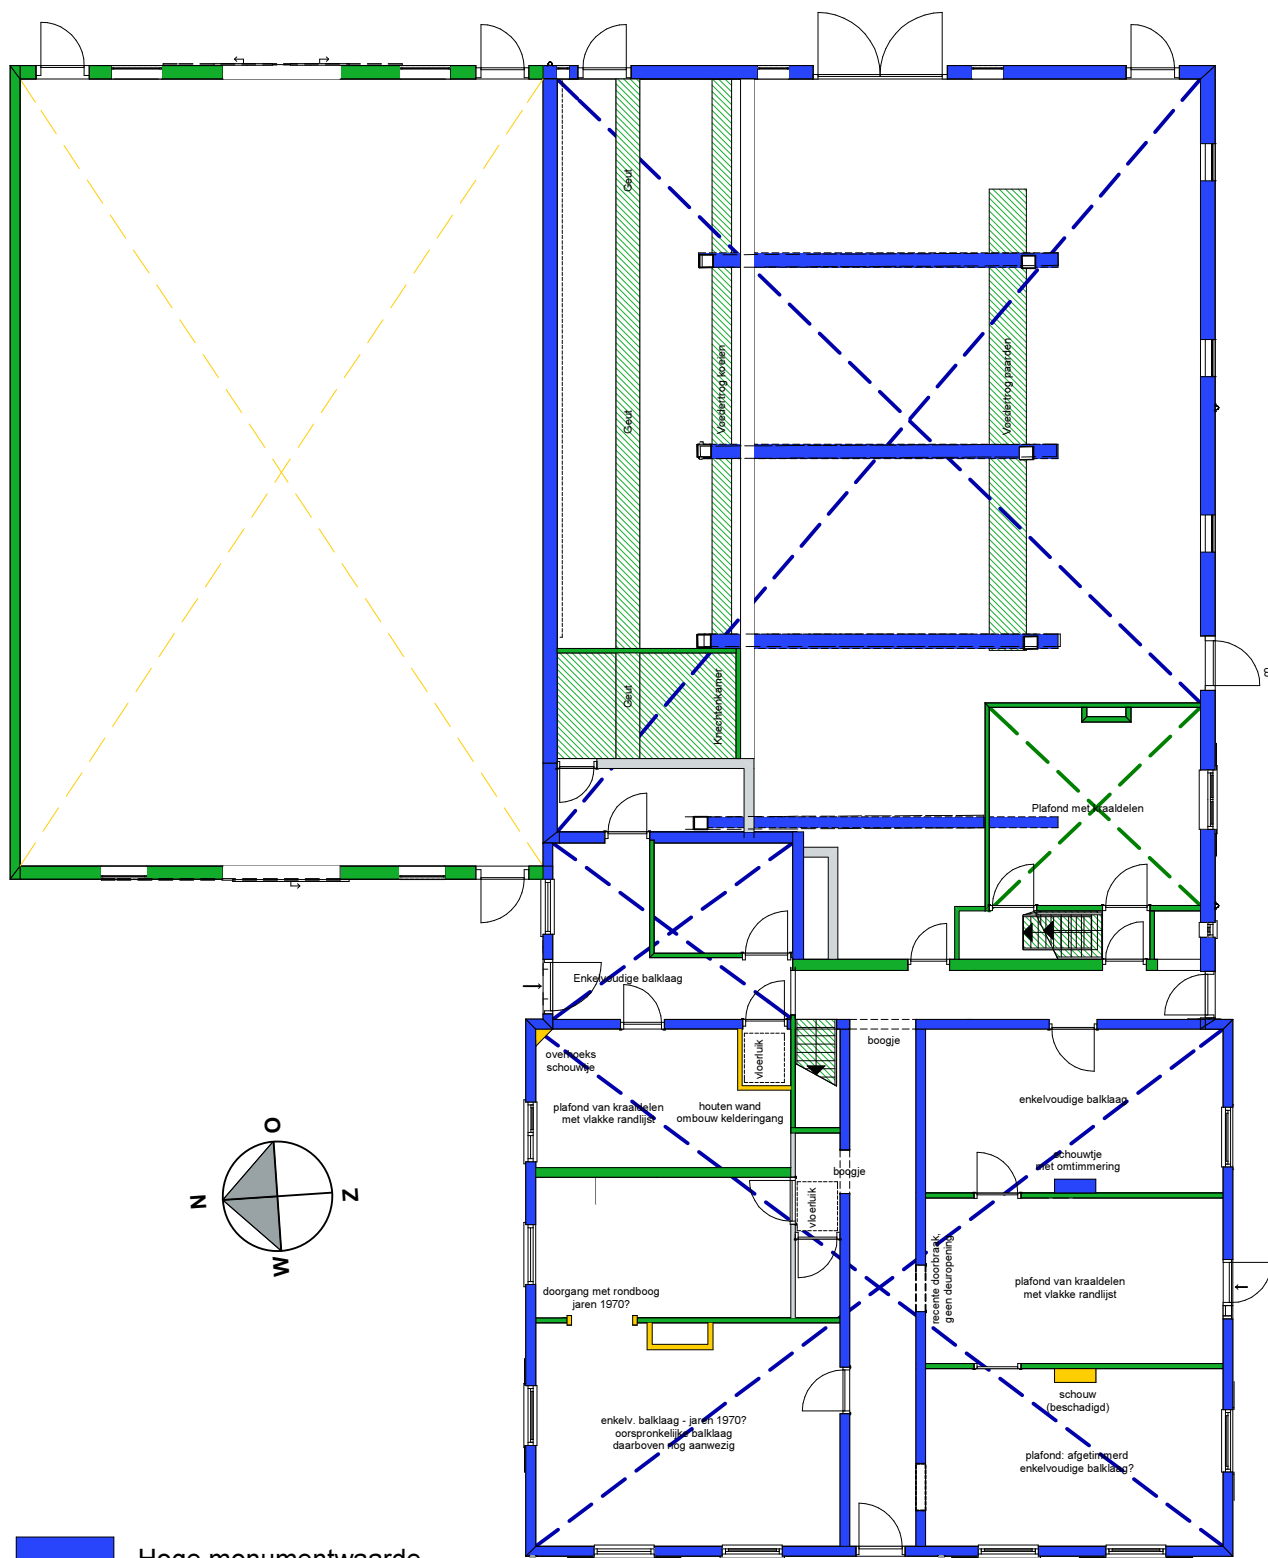 Geut
Geut
Voedertrog koeien
Voedertrog paarden
Geut
Knechtenkamer
Plafond met kraaldelen
Enkelvoudige balklaag
boogje
overhoeks
schouwtje
vloerluik
plafond van kraaldelen
met vlakke randlijst
houten wand
ombouw kelderingang
enkelvoudige balklaag
schouwtje
met omtimmering
boogje
vloerluik
O
N
Z
W
recente doorbraak,
geen deuropening
plafond van kraaldelen
met vlakke randlijst
doorgang met rondboog
jaren 1970?
schouw
(beschadigd)
enkelv. balklaag - jaren 1970?
oorspronkelijke balklaag
daarboven nog aanwezig
plafond: afgetimmerd
enkelvoudige balklaag?
Hoge monumentwaarde